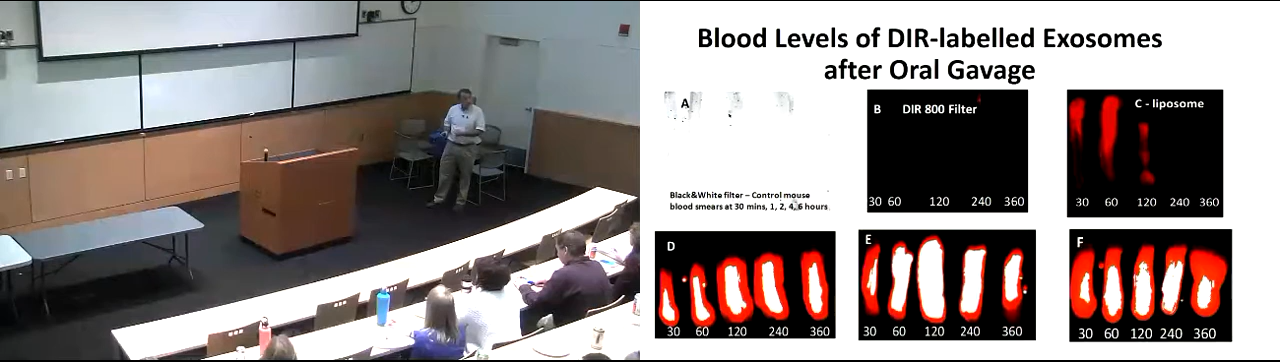 Blood Levels of DIR-labelled Exosomes
after Oral Gavage
A
Black&White filter – Control mouse
blood smears at 30 mins, 1, 2, 4, 6 hours
B DIR 800 Filter
30 60 120 240 360
C - liposome
30 60 120 240 360
D
30 60 120 240 360
E
30 60 120 240 360
F
30 60 120 240 360